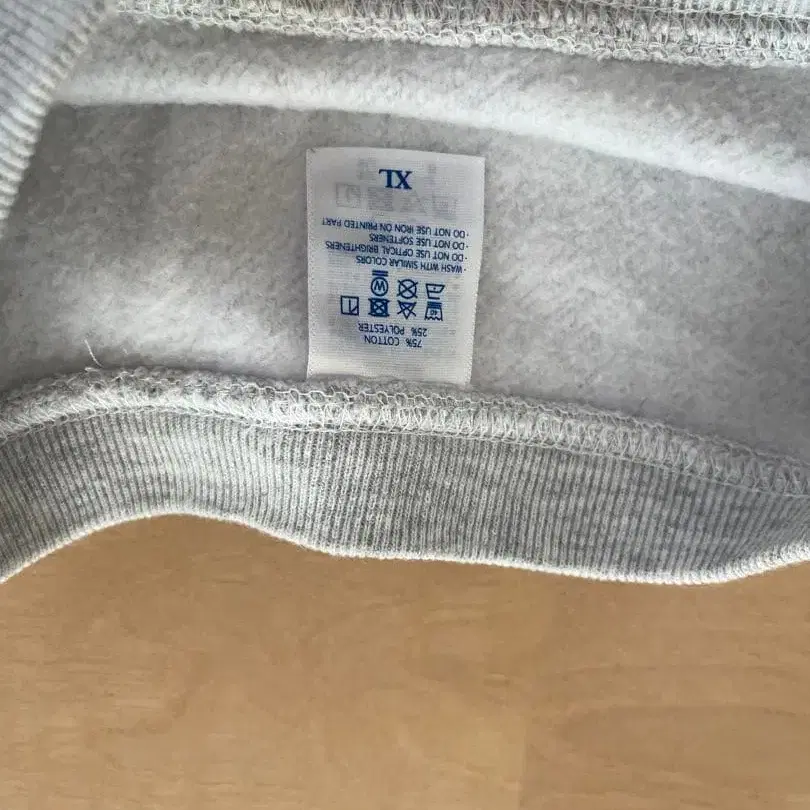 75% COTTON
25% POLYESTER
W
· WASH WITH SIMILAR COLORS
· DO NOT USE OPTICAL BRIGHTENERS
· DO NOT USE SOFTENERS
· DO NOT USE IRON ON PRINTED PART
XL